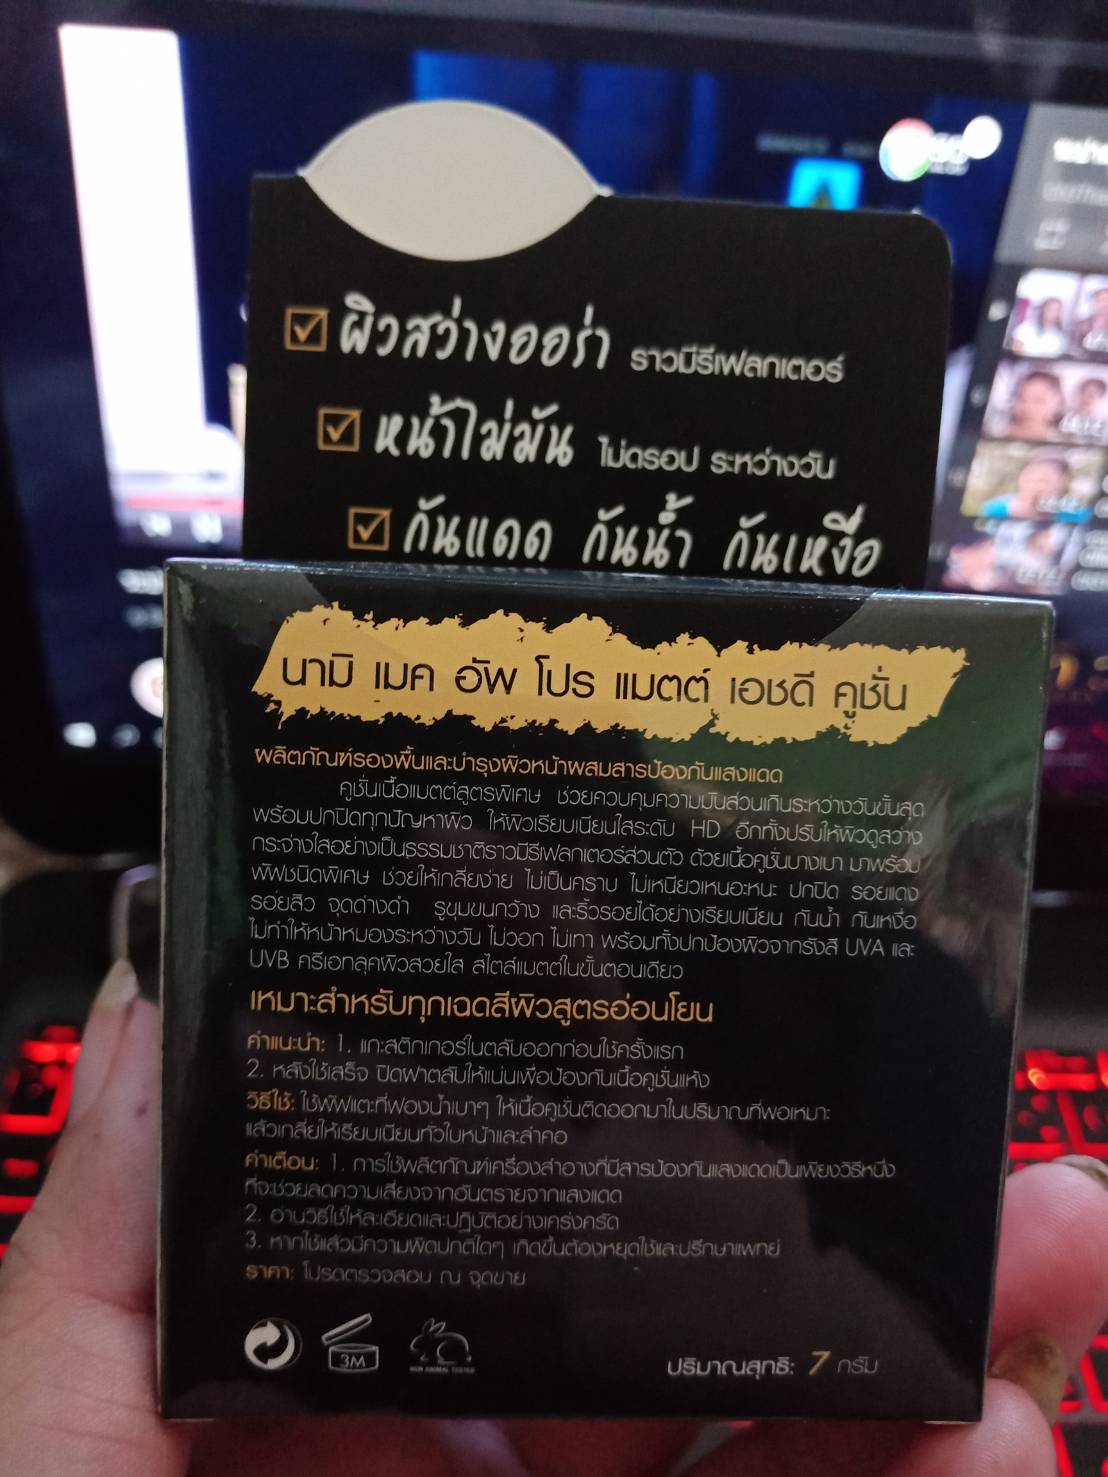 ผิวสว่างออร่า ราวมีรีเฟลกเตอร์
หน้าไม่มัน ไม่ดรอป ระหว่างวัน
กันแดด กันน้ำ กันเหงื่อ
นามิ เมค อัพ โปร แมตต์ เอชดี คูชั่น
ผลิตภัณฑ์รองพื้นและบำรุงผิวหน้าผสมสารป้องกันแสงแดด
คูชั่นเนื้อแมตต์สูตรพิเศษ ช่วยควบคุมความมันส่วนเกินระหว่างวันขั้นสุด
พร้อมปกปิดทุกปัญหาผิว ให้ผิวเรียบเนียนใสระดับ HD อีกทั้งปรับให้ผิวดูสว่าง
กระจ่างใสอย่างเป็นธรรมชาติราวมีรีเฟลกเตอร์ส่วนตัว ด้วยเนื้อคูชั่นบางเบา มาพร้อม
พัฟชนิดพิเศษ ช่วยให้เกลี่ยง่าย ไม่เป็นคราบ ไม่เหนียวเหนอะหนะ ปกปิด รอยแดง
รอยสิว จุดด่างดำ รูขุมขนกว้าง และริ้วรอยได้อย่างเรียบเนียน กันน้ำ กันเหงื่อ
ไม่ทำให้หน้าหมองระหว่างวัน ไม่วอก ไม่เทา พร้อมทั้งปกป้องผิวจากรังสี UVA และ
UVB ครีเอทลุคผิวสวยใส สไตล์แมตต์ในขั้นตอนเดียว
เหมาะสำหรับทุกเฉดสีผิวสูตรอ่อนโยน
คำแนะนำ: 1. แกะสติกเกอร์ในตลับออกก่อนใช้ครั้งแรก
2. หลังใช้เสร็จ ปิดฝาตลับให้แน่นเพื่อป้องกันเนื้อคูชั่นแห้ง
วิธีใช้: ใช้พัฟแตะที่ฟองน้ำเบาๆ ให้เนื้อคูชั่นติดออกมาในปริมาณที่พอเหมาะ
แล้วเกลี่ยให้เรียบเนียนทั่วใบหน้าและลำคอ
คำเตือน: 1. การใช้ผลิตภัณฑ์เครื่องสำอางที่มีสารป้องกันแสงแดดเป็นเพียงวิธีหนึ่ง
ที่จะช่วยลดความเสี่ยงจากอันตรายจากแสงแดด
2. อ่านวิธีใช้ให้ละเอียดและปฏิบัติอย่างเคร่งครัด
3. หากใช้แล้วมีความผิดปกติใดๆ เกิดขึ้นต้องหยุดใช้และปรึกษาแพทย์
ราคา: โปรดตรวจสอบ ณ จุดขาย
3M
NON ANIMAL TESTED
ปริมาณสุทธิ: 7 กรัม